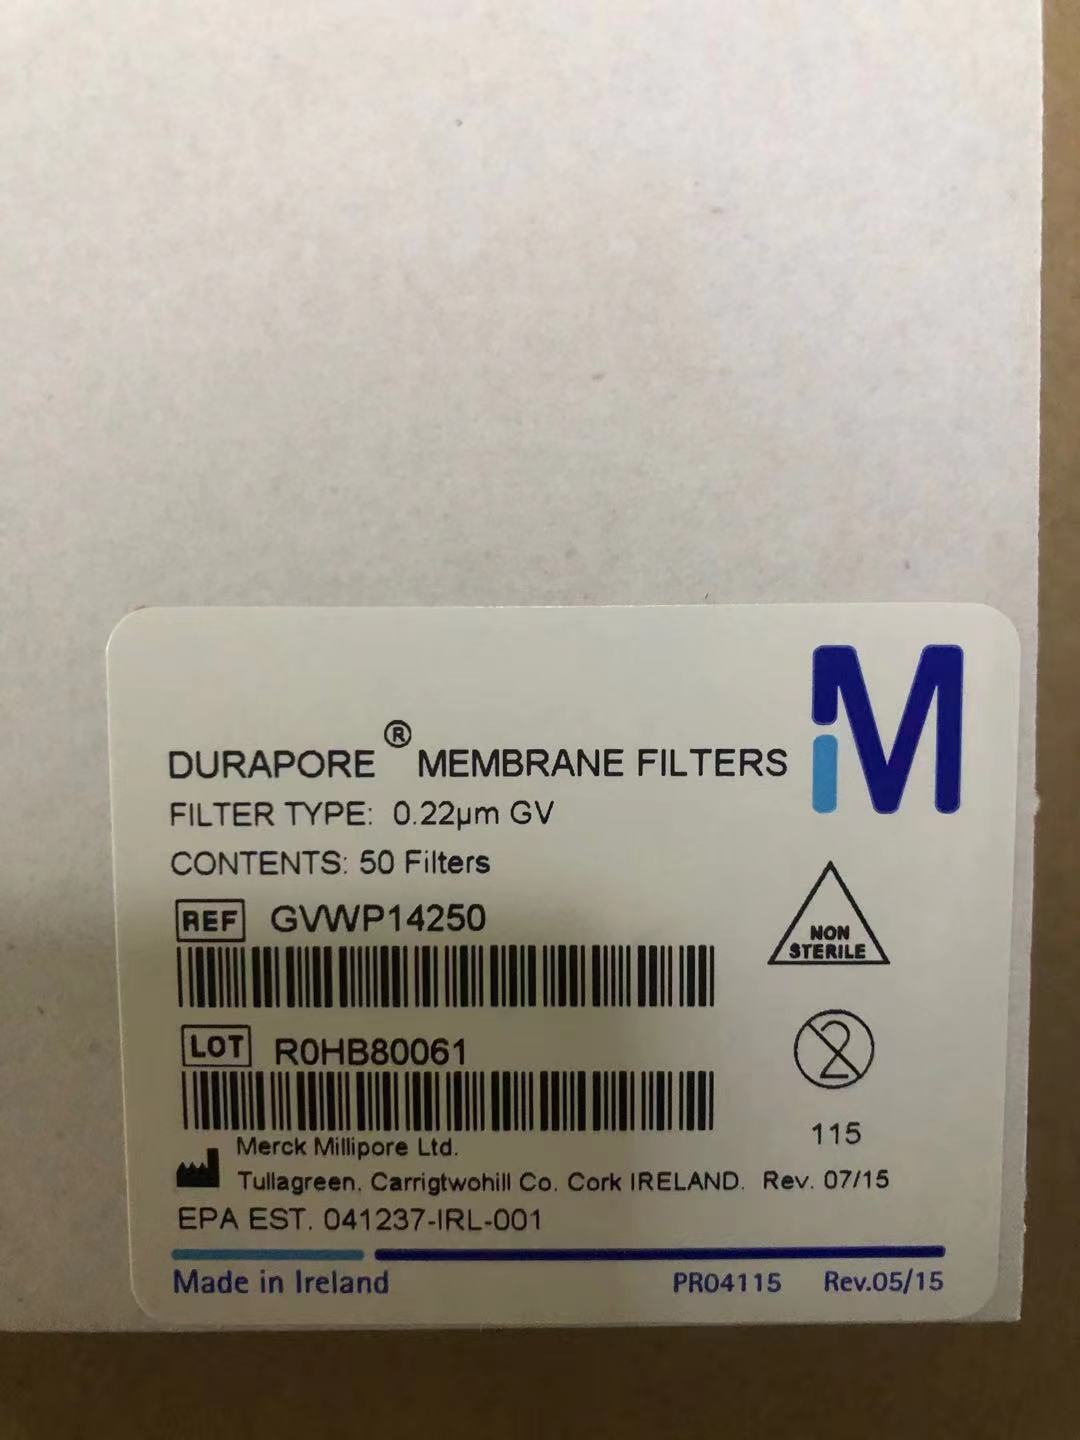 M
DURAPORE® MEMBRANE FILTERS
FILTER TYPE: 0.22µm GV
CONTENTS: 50 Filters
REF GVWP14250
NON
STERILE
LOT R0HB80061
2
115
Merck Millipore Ltd.
Tullagreen, Carrigtwohill Co. Cork IRELAND. Rev. 07/15
EPA EST. 041237-IRL-001
Made in Ireland PR04115 Rev.05/15